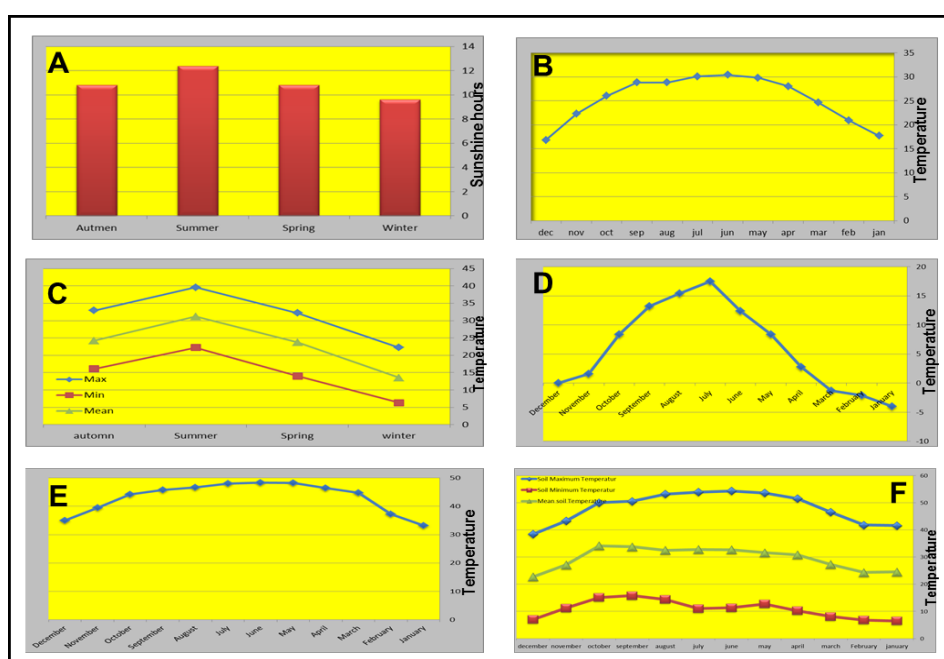 A
14
12
10
8
6
4
2
0
Sunshine hours
Autmen Summer Spring Winter
B
35
30
25
20
15
10
5
0
Temperature
dec nov oct sep aug jul jun may apr mar feb jan
C
45
40
35
30
25
20
15
10
5
0
Temperature
Max
Min
Mean
automn Summer Spring winter
D
20
15
10
5
0
-5
-10
Temperature
December November October September August July June May April March February January
E
50
40
30
20
10
0
Temperature
December November October September August July June May April March February January
F
Soil Maximum Temperatur
Soil Minimum Temperatur
Mean soil Temperature
60
50
40
30
20
10
0
Temperature
december november october september august july june may april march february january